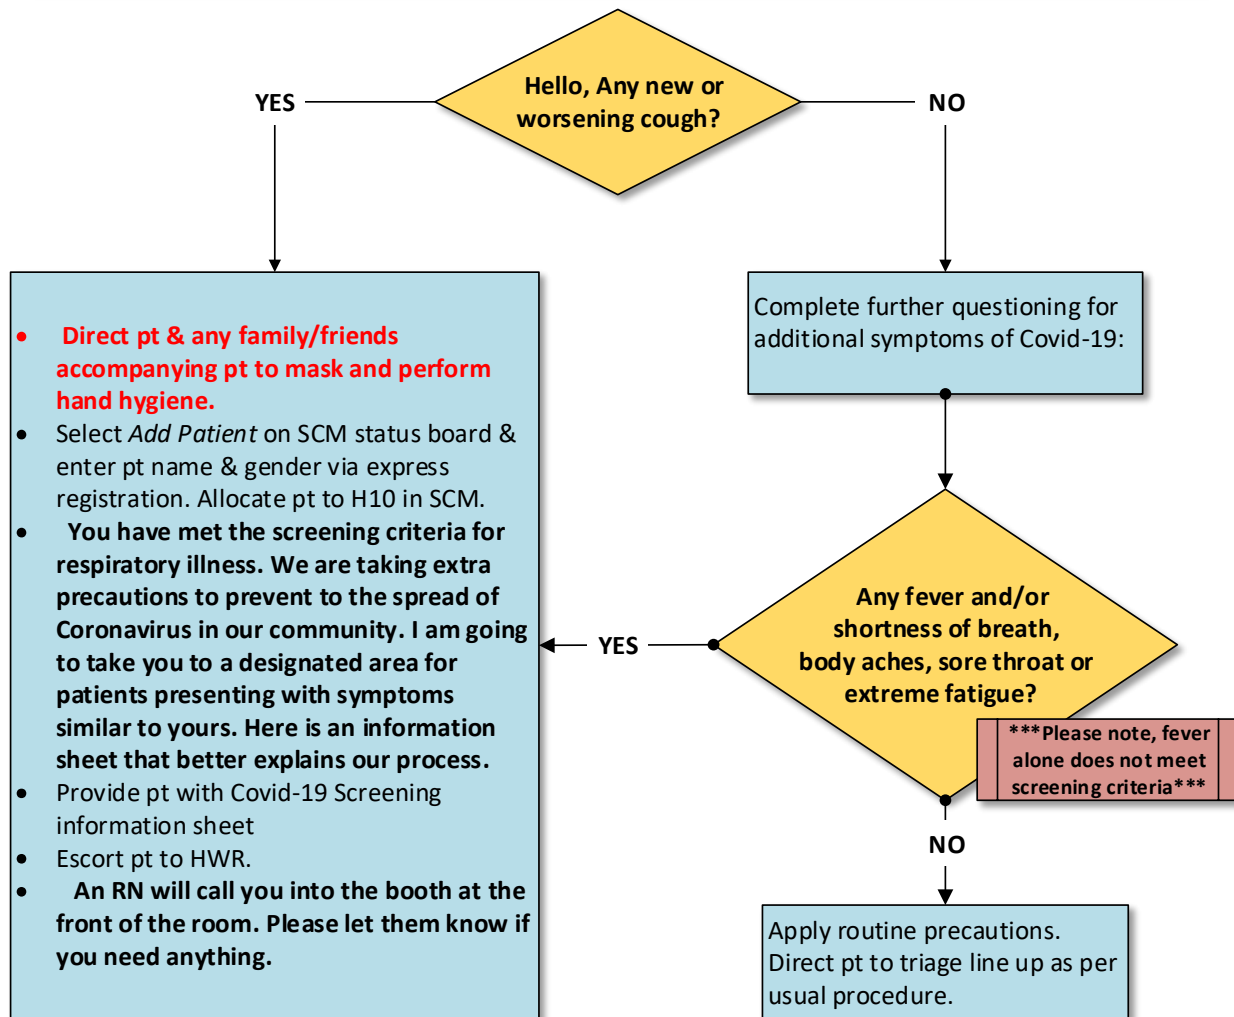 Hello, Any new or
worsening cough?
YES
NO
• Direct pt & any family/friends
accompanying pt to mask and perform
hand hygiene.
• Select Add Patient on SCM status board &
enter pt name & gender via express
registration. Allocate pt to H10 in SCM.
• You have met the screening criteria for
respiratory illness. We are taking extra
precautions to prevent to the spread of
Coronavirus in our community. I am going
to take you to a designated area for
patients presenting with symptoms
similar to yours. Here is an information
sheet that better explains our process.
• Provide pt with Covid-19 Screening
information sheet
• Escort pt to HWR.
• An RN will call you into the booth at the
front of the room. Please let them know if
you need anything.
Complete further questioning for
additional symptoms of Covid-19:
Any fever and/or
shortness of breath,
body aches, sore throat or
extreme fatigue?
YES
***Please note, fever
alone does not meet
screening criteria***
NO
Apply routine precautions.
Direct pt to triage line up as per
usual procedure.